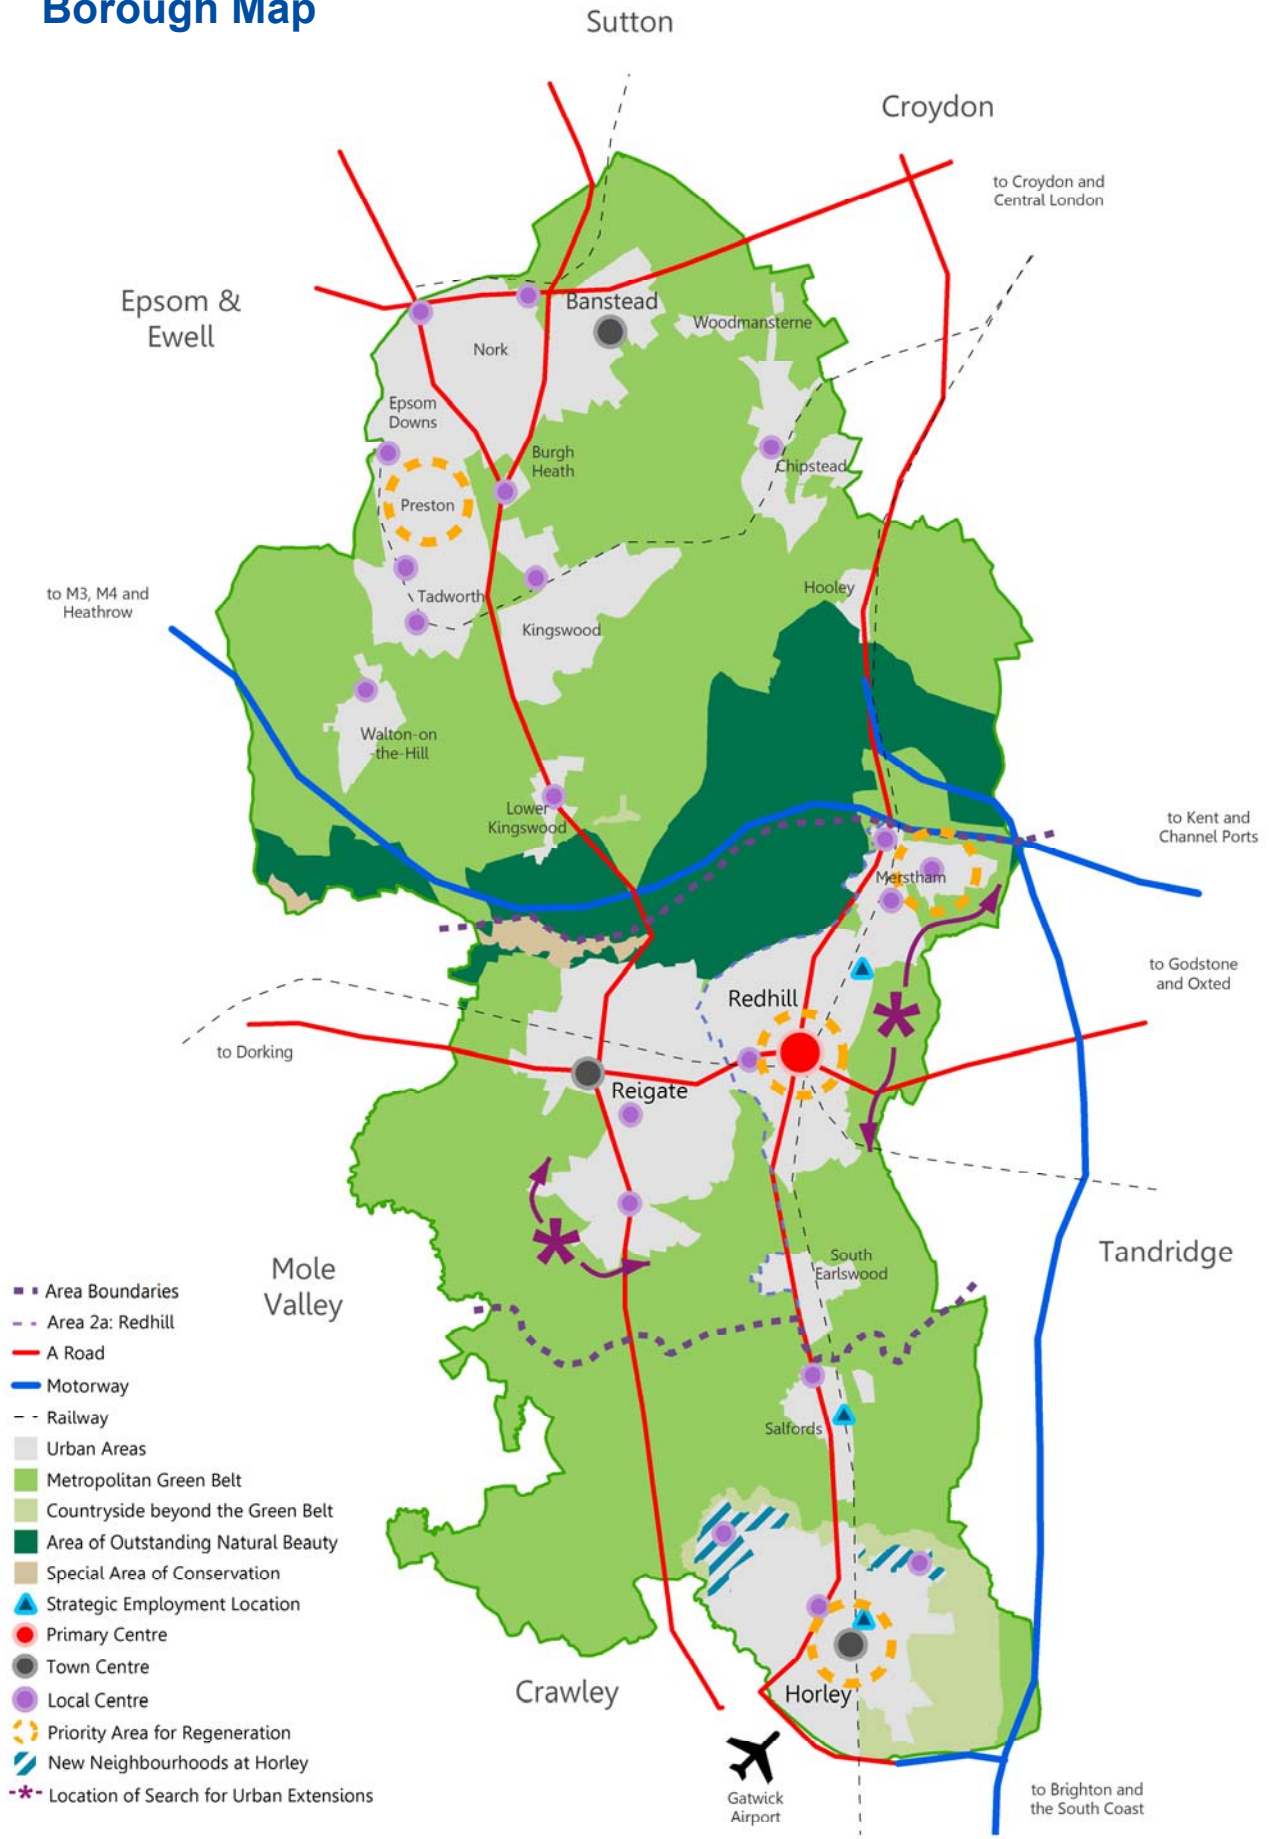 Borough Map
Sutton
Croydon
to Croydon and
Central London
Epsom &
Ewell
Banstead
Woodmansterne
Nork
Epsom
Downs
Burgh
Heath
Chipstead
Preston
to M3, M4 and
Heathrow
Hooley
Tadworth
Kingswood
Walton-on
-the-Hill
Lower
Kingswood
to Kent and
Channel Ports
Merstham
to Godstone
and Oxted
Redhill
to Dorking
Reigate
Tandridge
South
Earlswood
Mole
Valley
Salfords
Crawley
Horley
Gatwick
Airport
to Brighton and
the South Coast
Area Boundaries
Area 2a: Redhill
A Road
Motorway
Railway
Urban Areas
Metropolitan Green Belt
Countryside beyond the Green Belt
Area of Outstanding Natural Beauty
Special Area of Conservation
Strategic Employment Location
Primary Centre
Town Centre
Local Centre
Priority Area for Regeneration
New Neighbourhoods at Horley
Location of Search for Urban Extensions